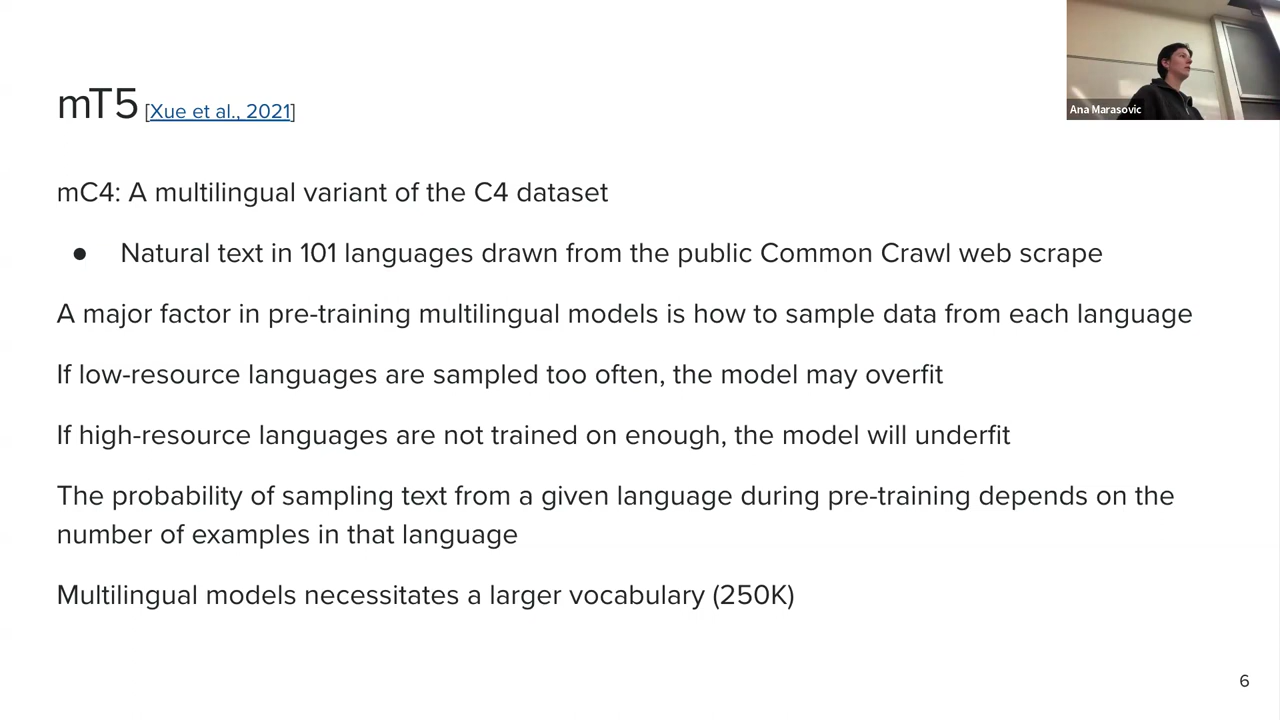 Ana Marasovic
mT5 [Xue et al., 2021]
mC4: A multilingual variant of the C4 dataset
● Natural text in 101 languages drawn from the public Common Crawl web scrape
A major factor in pre-training multilingual models is how to sample data from each language
If low-resource languages are sampled too often, the model may overfit
If high-resource languages are not trained on enough, the model will underfit
The probability of sampling text from a given language during pre-training depends on the
number of examples in that language
Multilingual models necessitates a larger vocabulary (250K)
6